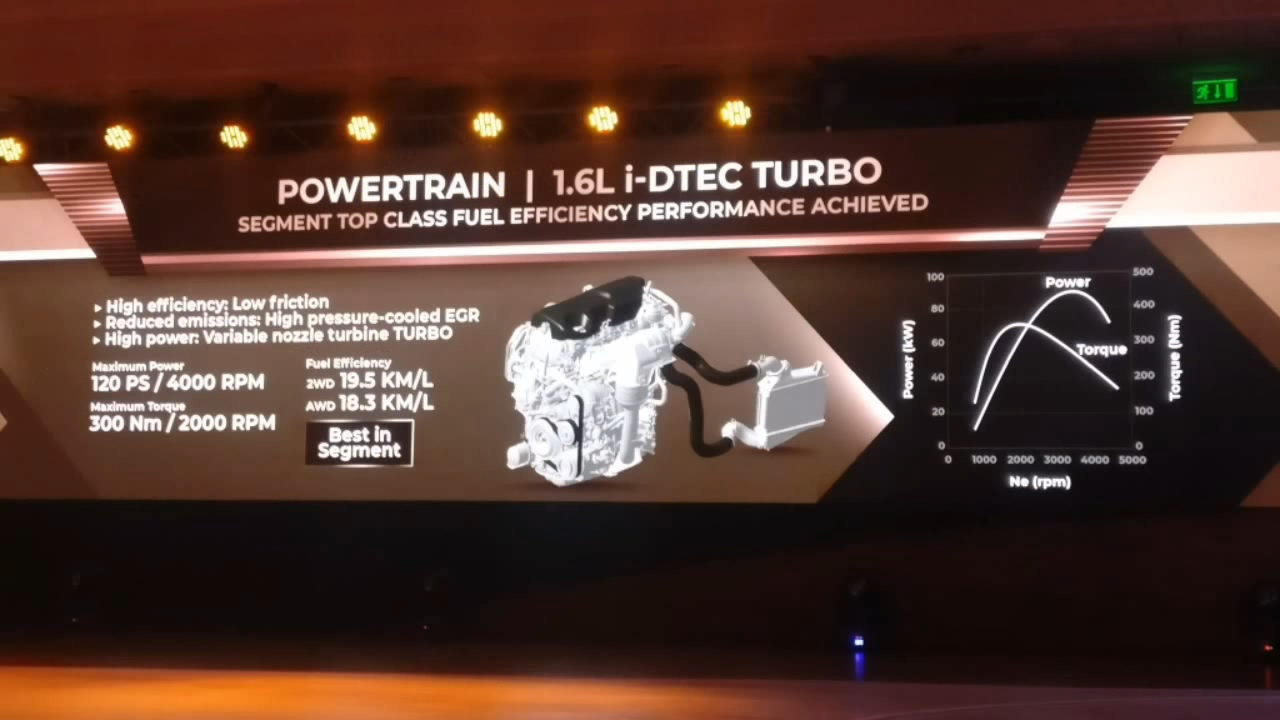 POWERTRAIN | 1.6L i-DTEC TURBO
SEGMENT TOP CLASS FUEL EFFICIENCY PERFORMANCE ACHIEVED
▸ High efficiency: Low friction
▸ Reduced emissions: High pressure-cooled EGR
▸ High power: Variable nozzle turbine TURBO
Maximum Power
120 PS / 4000 RPM
Maximum Torque
300 Nm / 2000 RPM
Fuel Efficiency
2WD 19.5 KM/L
AWD 18.3 KM/L
Best in
Segment
Power (kW)
100
80
60
40
20
0
Power
Torque
500
400
300
200
100
0
Torque (Nm)
0 1000 2000 3000 4000 5000
Ne (rpm)